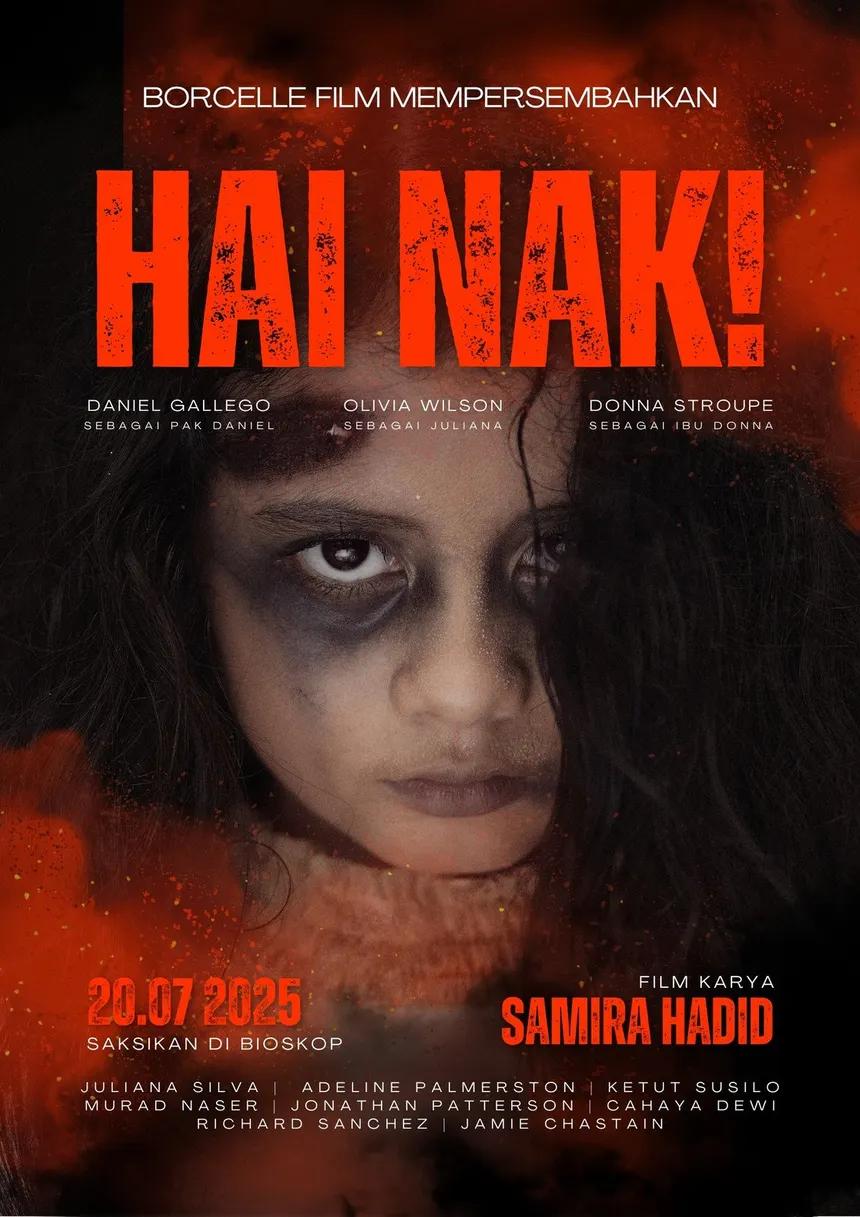 BORCELLE FILM MEMPERSEMBAHKAN
HAI NAK!
DANIEL GALLEGO OLIVIA WILSON DONNA STROUPE
SEBAGAI PAK DANIEL SEBAGAI JULIANA SEBAGAI IBU DONNA
20.07 2025
SAKSIKAN DI BIOSKOP
FILM KARYA
SAMIRA HADID
JULIANA SILVA | ADELINE PALMERSTON | KETUT SUSILO
MURAD NASER | JONATHAN PATTERSON | CAHAYA DEWI
RICHARD SANCHEZ | JAMIE CHASTAIN